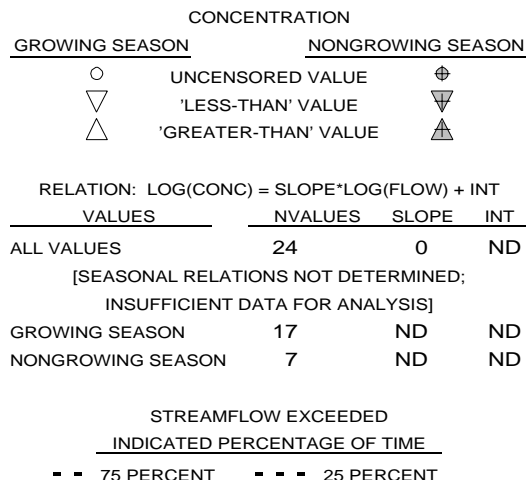 CONCENTRATION
GROWING SEASON NONGROWING SEASON
UNCENSORED VALUE
'LESS-THAN' VALUE
'GREATER-THAN' VALUE
RELATION: LOG(CONC) = SLOPE*LOG(FLOW) + INT
VALUES NVALUES SLOPE INT
ALL VALUES 24 0 ND
[SEASONAL RELATIONS NOT DETERMINED;
INSUFFICIENT DATA FOR ANALYSIS]
GROWING SEASON 17 ND ND
NONGROWING SEASON 7 ND ND
STREAMFLOW EXCEEDED
INDICATED PERCENTAGE OF TIME
75 PERCENT 25 PERCENT